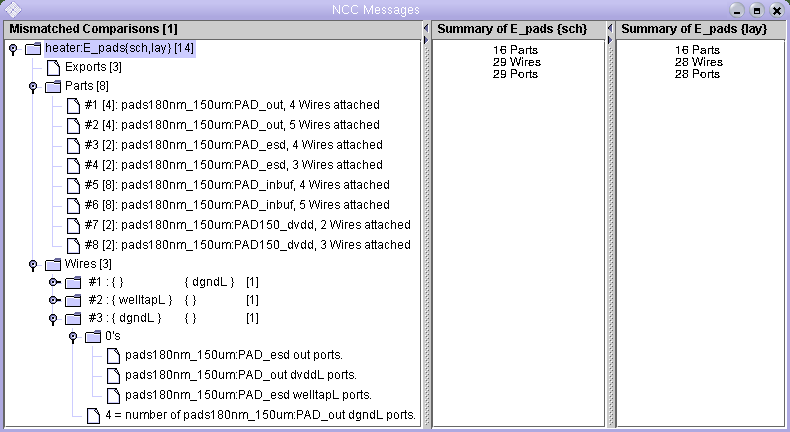 NCC Messages
Mismatched Comparisons [1]
heater:E_pads{sch,lay} [14]
Exports [3]
Parts [8]
#1 [4]: pads180nm_150um:PAD_out, 4 Wires attached
#2 [4]: pads180nm_150um:PAD_out, 5 Wires attached
#3 [2]: pads180nm_150um:PAD_esd, 4 Wires attached
#4 [2]: pads180nm_150um:PAD_esd, 3 Wires attached
#5 [8]: pads180nm_150um:PAD_inbuf, 4 Wires attached
#6 [8]: pads180nm_150um:PAD_inbuf, 5 Wires attached
#7 [2]: pads180nm_150um:PAD150_dvdd, 2 Wires attached
#8 [2]: pads180nm_150um:PAD150_dvdd, 3 Wires attached
Wires [3]
#1 : { } { dgndL } [1]
#2 : { welltapL } { } [1]
#3 : { dgndL } { } [1]
0's
pads180nm_150um:PAD_esd out ports.
pads180nm_150um:PAD_out dvddL ports.
pads180nm_150um:PAD_esd welltapL ports.
4 = number of pads180nm_150um:PAD_out dgndL ports.
Summary of E_pads {sch}
16 Parts
29 Wires
29 Ports
Summary of E_pads {lay}
16 Parts
28 Wires
28 Ports